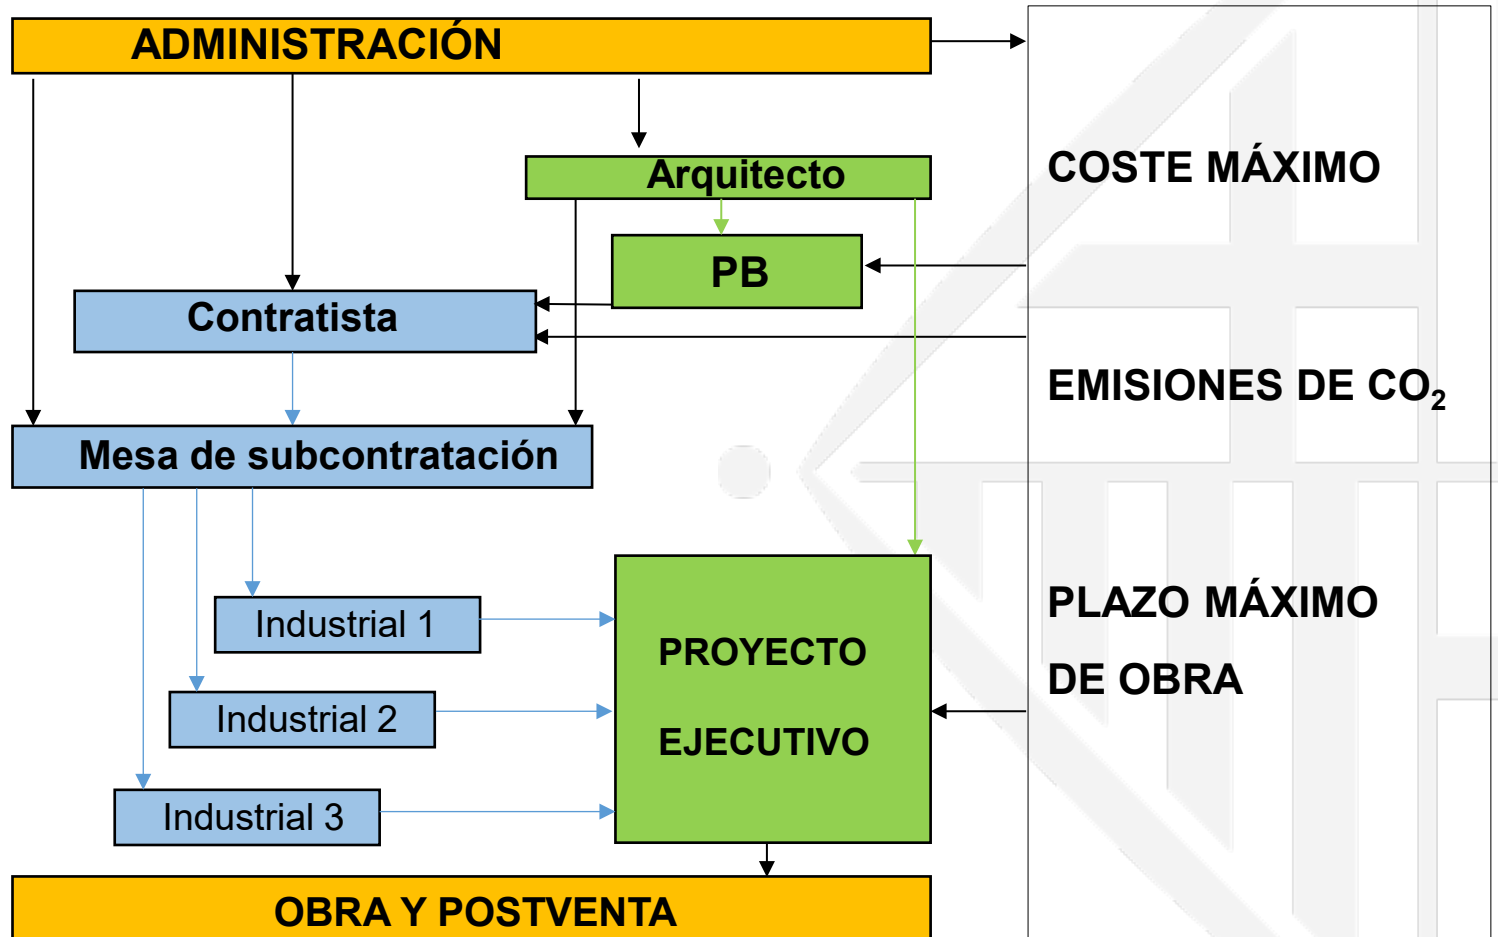 ADMINISTRACIÓN
Arquitecto
COSTE MÁXIMO
PB
Contratista
EMISIONES DE CO₂
Mesa de subcontratación
Industrial 1
PROYECTO
EJECUTIVO
PLAZO MÁXIMO
DE OBRA
Industrial 2
Industrial 3
OBRA Y POSTVENTA